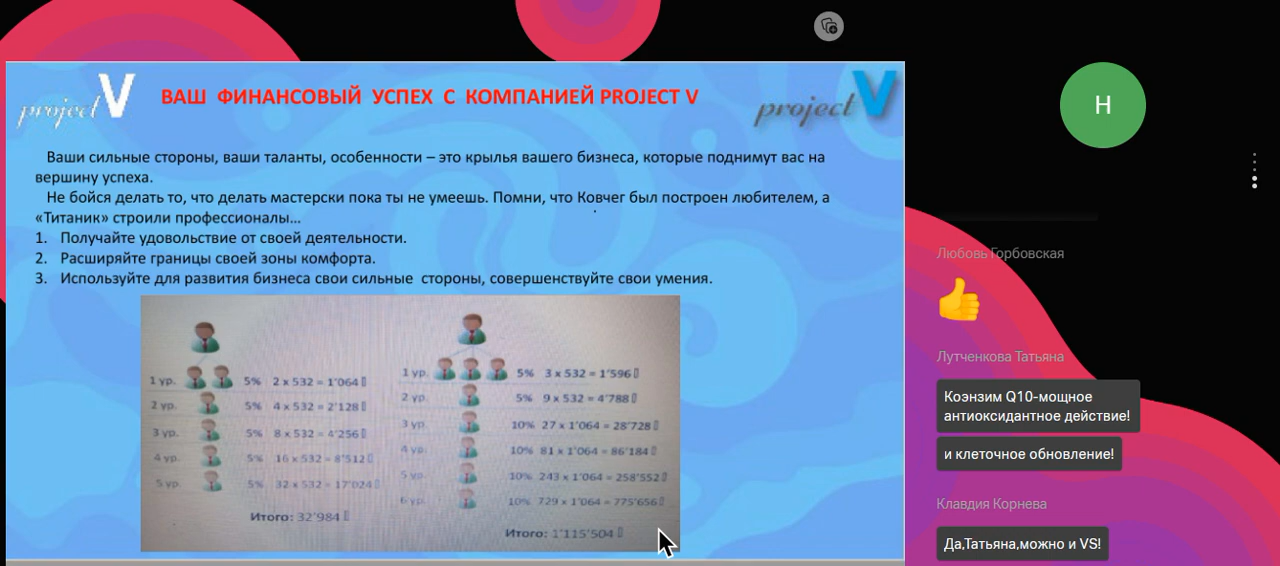 project V
ВАШ ФИНАНСОВЫЙ УСПЕХ С КОМПАНИЕЙ PROJECT V
project V
Ваши сильные стороны, ваши таланты, особенности – это крылья вашего бизнеса, которые поднимут вас на
вершину успеха.
Не бойся делать то, что делать мастерски пока ты не умеешь. Помни, что Ковчег был построен любителем, а
«Титаник» строили профессионалы…
1. Получайте удовольствие от своей деятельности.
2. Расширяйте границы своей зоны комфорта.
3. Используйте для развития бизнеса свои сильные стороны, совершенствуйте свои умения.
1 ур. 5% 2 x 532 = 1'064
2 ур. 5% 4 x 532 = 2'128
3 ур. 5% 8 x 532 = 4'256
4 ур. 5% 16 x 532 = 8'512
5 ур. 5% 32 x 532 = 17'024
Итого: 32'984
1 ур. 5% 3 x 532 = 1'596
2 ур. 5% 9 x 532 = 4'788
3 ур. 10% 27 x 1'064 = 28'728
4 ур. 10% 81 x 1'064 = 86'184
5 ур. 10% 243 x 1'064 = 258'552
6 ур. 10% 729 x 1'064 = 775'656
Итого: 1'115'504
Н
Любовь Горбовская
Лутченкова Татьяна
Коэнзим Q10-мощное
антиоксидантное действие!
и клеточное обновление!
Клавдия Корнева
Да,Татьяна,можно и VS!